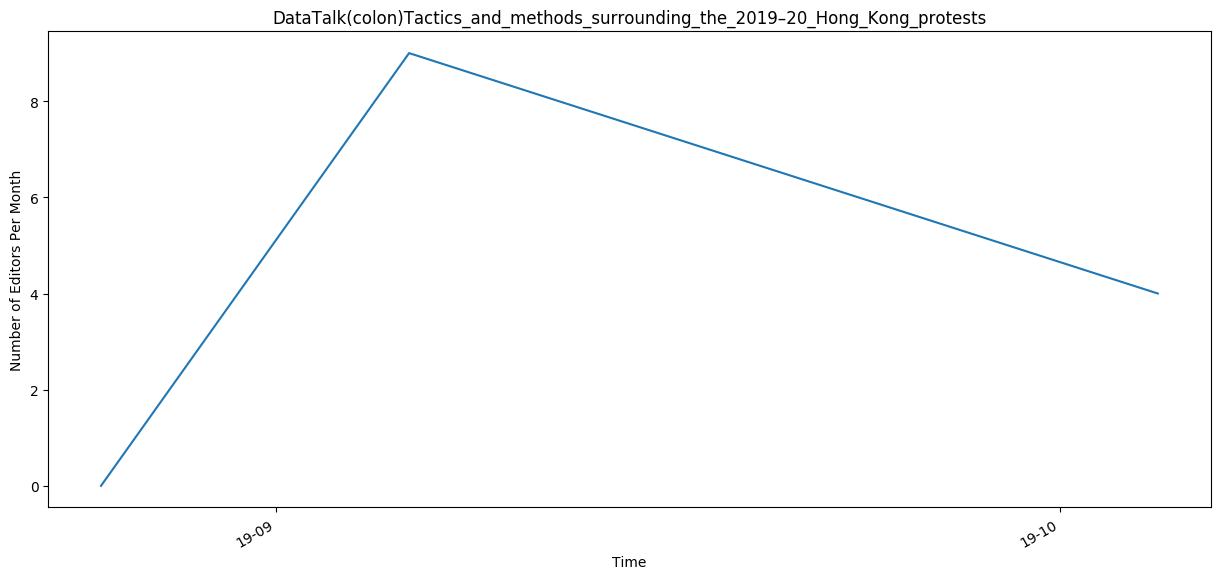 DataTalk(colon)Tactics_and_methods_surrounding_the_2019–20_Hong_Kong_protests
Number of Editors Per Month
8
6
4
2
0
19-09
19-10
Time